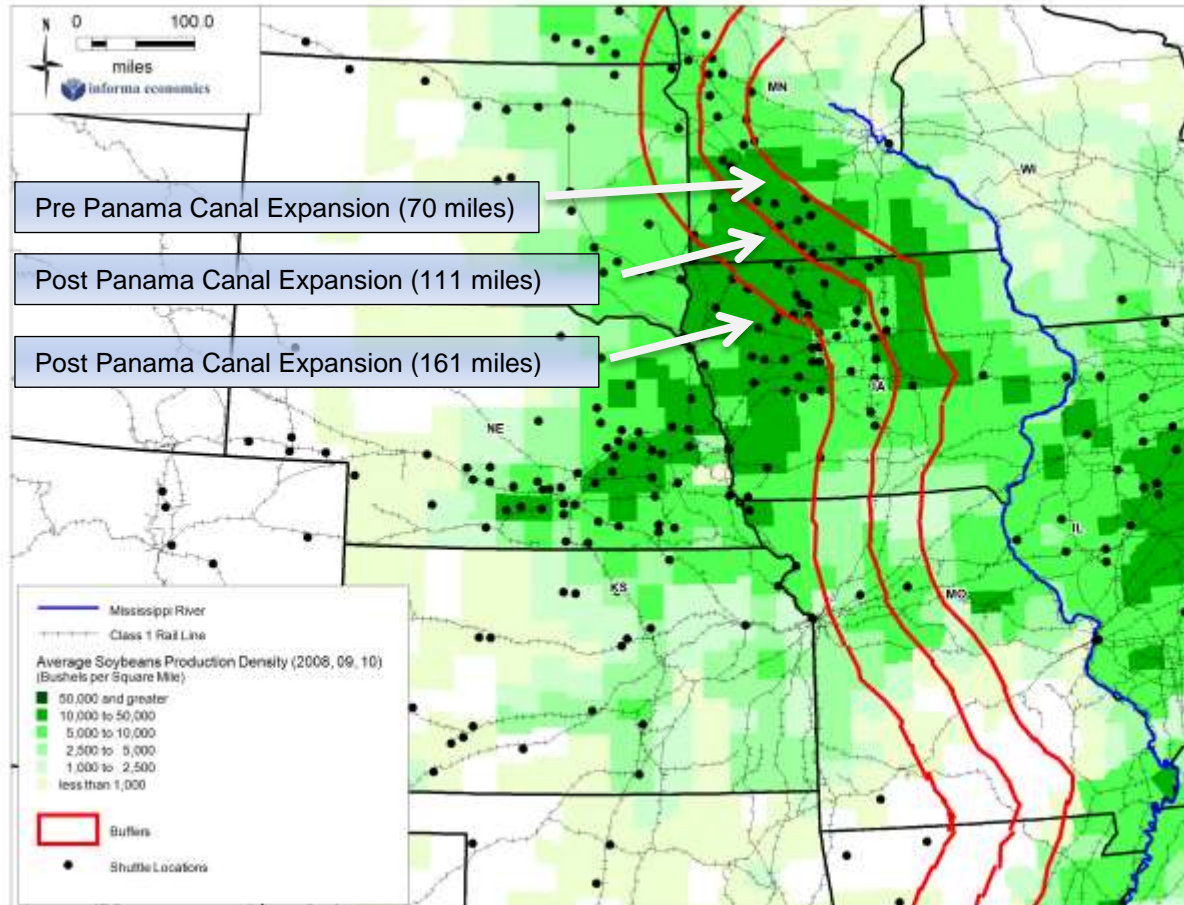 N
0 100.0
miles
informa economics
MN
WI
Pre Panama Canal Expansion (70 miles)
Post Panama Canal Expansion (111 miles)
Post Panama Canal Expansion (161 miles)
IA
NE
IL
KS
MO
Mississippi River
Class 1 Rail Line
Average Soybeans Production Density (2008, 09, 10)
(Bushels per Square Mile)
50,000 and greater
10,000 to 50,000
5,000 to 10,000
2,500 to 5,000
1,000 to 2,500
less than 1,000
Buffers
Shuttle Locations